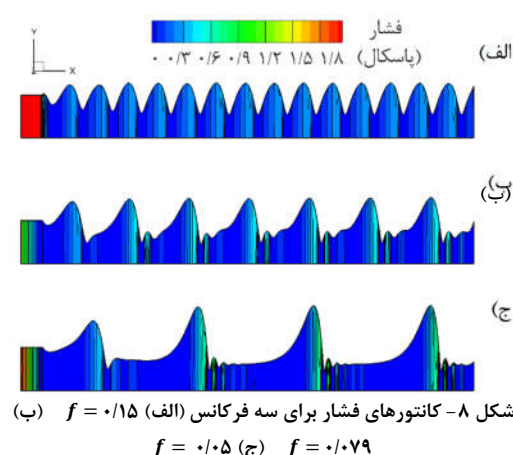 Y
Z X
فشار
(پاسکال)
۰ ۰/۳ ۰/۶ ۰/۹ ۱/۲ ۱/۵ ۱/۸
الف)
ب)
(ب)
ج)
شکل ۸- کانتورهای فشار برای سه فرکانس (الف) f = ۰/۱۵ (ب)
f = ۰/۰۷۹ (ج) f = ۰/۰۵